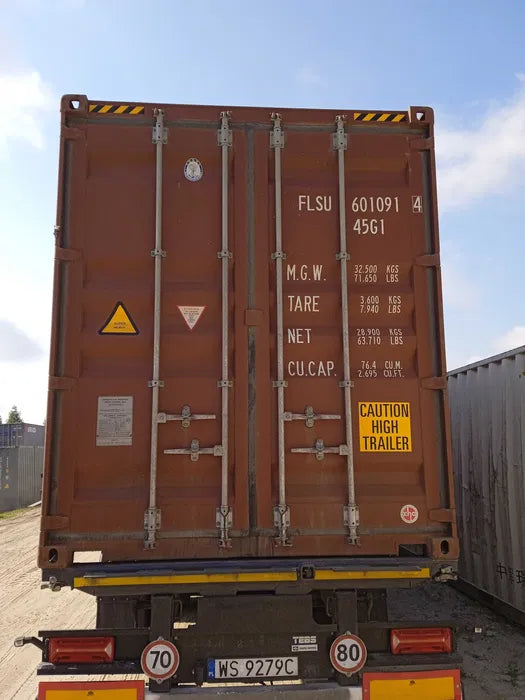 FLSU 601091 4
45G1
M.G.W. 32.500 KGS
71.650 LBS
TARE 3.600 KGS
7.940 LBS
NET 28.900 KGS
63.710 LBS
CU.CAP. 76.4 CU.M.
2.695 CU.FT.
CAUTION
HIGH
TRAILER
TEBS
70
80
WS 9279C